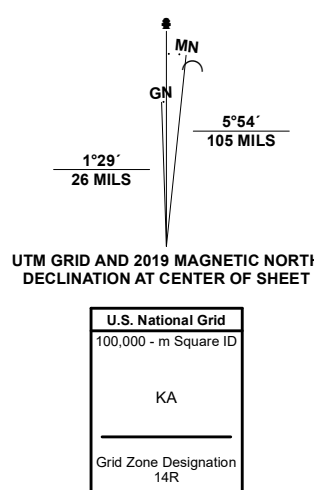 MN
GN
5°54´
105 MILS
1°29´
26 MILS
UTM GRID AND 2019 MAGNETIC NORTH
DECLINATION AT CENTER OF SHEET
U.S. National Grid
100,000 - m Square ID
KA
Grid Zone Designation
14R